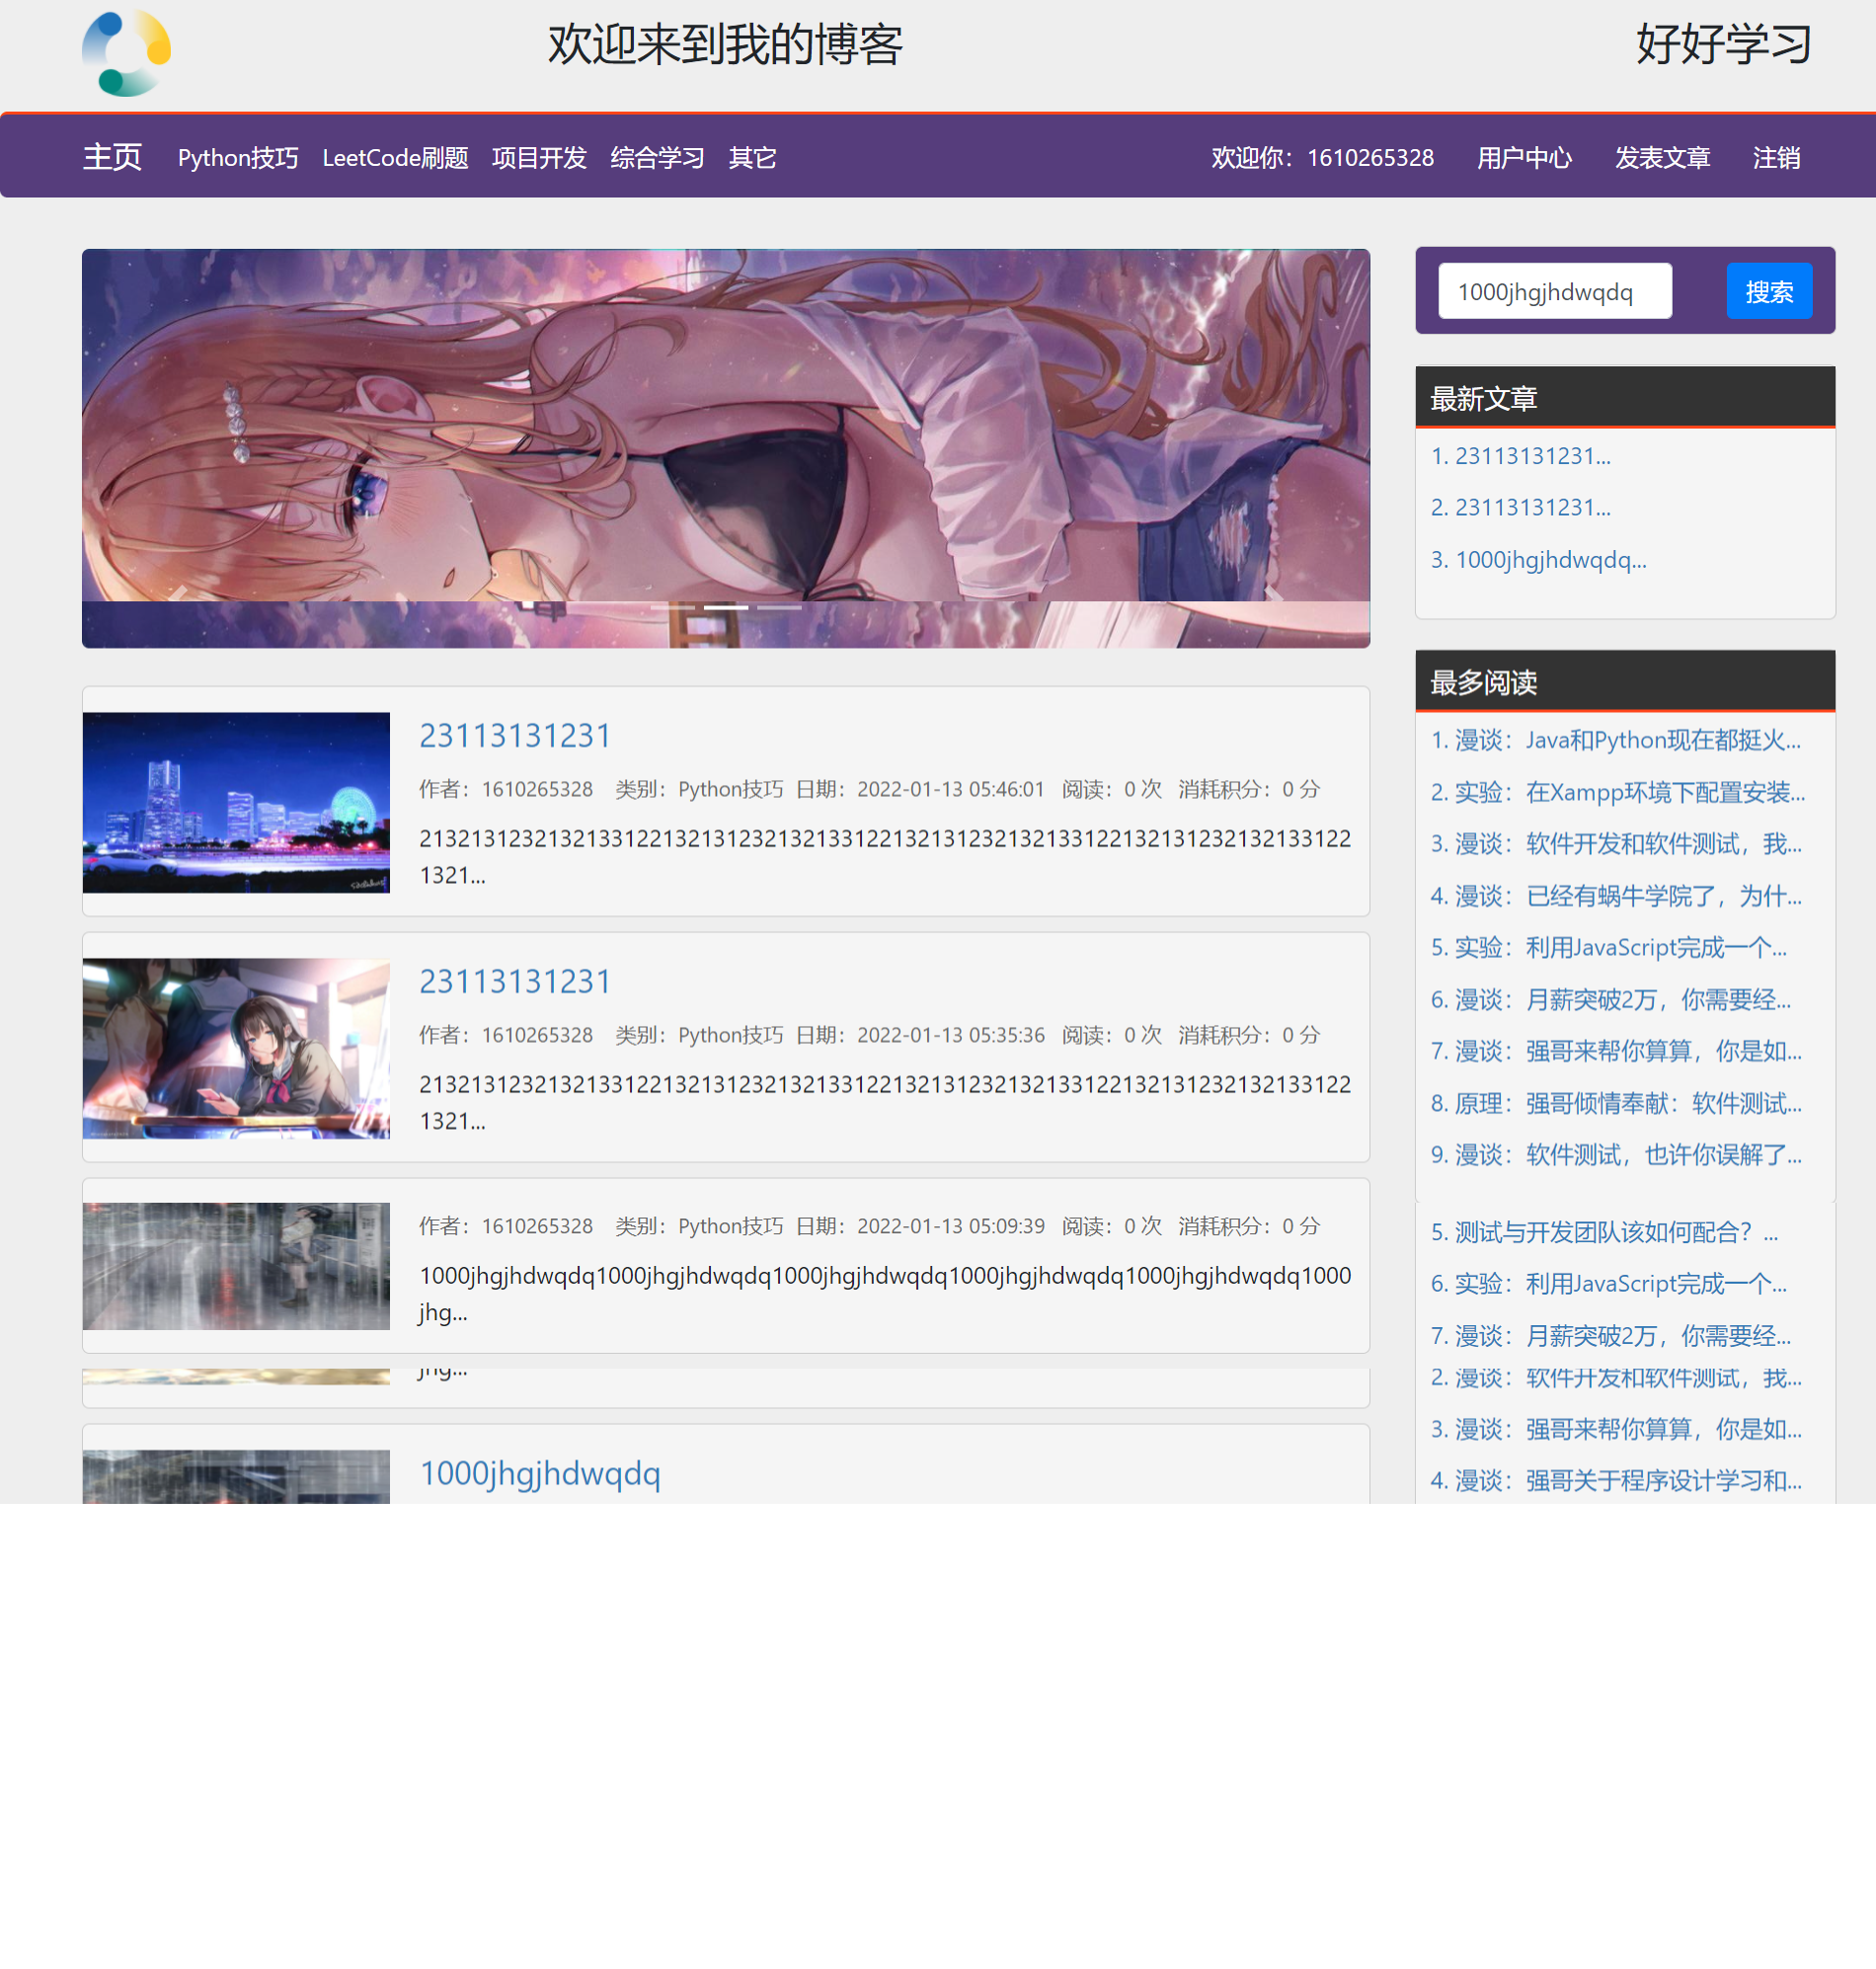 欢迎来到我的博客
好好学习
主页 Python技巧 LeetCode刷题 项目开发 综合学习 其它 欢迎你：1610265328 用户中心 发表文章 注销
1000jhgjhdwqdq 搜索
最新文章
1. 23113131231...
2. 23113131231...
3. 1000jhgjhdwqdq...
最多阅读
1. 漫谈：Java和Python现在都挺火...
2. 实验：在Xampp环境下配置安装...
3. 漫谈：软件开发和软件测试，我...
4. 漫谈：已经有蜗牛学院了，为什...
5. 实验：利用JavaScript完成一个...
6. 漫谈：月薪突破2万，你需要经...
7. 漫谈：强哥来帮你算算，你是如...
8. 原理：强哥倾情奉献：软件测试...
9. 漫谈：软件测试，也许你误解了...
5. 测试与开发团队该如何配合？...
6. 实验：利用JavaScript完成一个...
7. 漫谈：月薪突破2万，你需要经...
2. 漫谈：软件开发和软件测试，我...
3. 漫谈：强哥来帮你算算，你是如...
4. 漫谈：强哥关于程序设计学习和...
23113131231
作者：1610265328 类别：Python技巧 日期：2022-01-13 05:46:01 阅读：0 次 消耗积分：0 分
2132131232132133122132131232132133122132131232132133122132131232132133122
1321...
23113131231
作者：1610265328 类别：Python技巧 日期：2022-01-13 05:35:36 阅读：0 次 消耗积分：0 分
2132131232132133122132131232132133122132131232132133122132131232132133122
1321...
作者：1610265328 类别：Python技巧 日期：2022-01-13 05:09:39 阅读：0 次 消耗积分：0 分
1000jhgjhdwqdq1000jhgjhdwqdq1000jhgjhdwqdq1000jhgjhdwqdq1000jhgjhdwqdq1000
jhg...
jhg...
1000jhgjhdwqdq